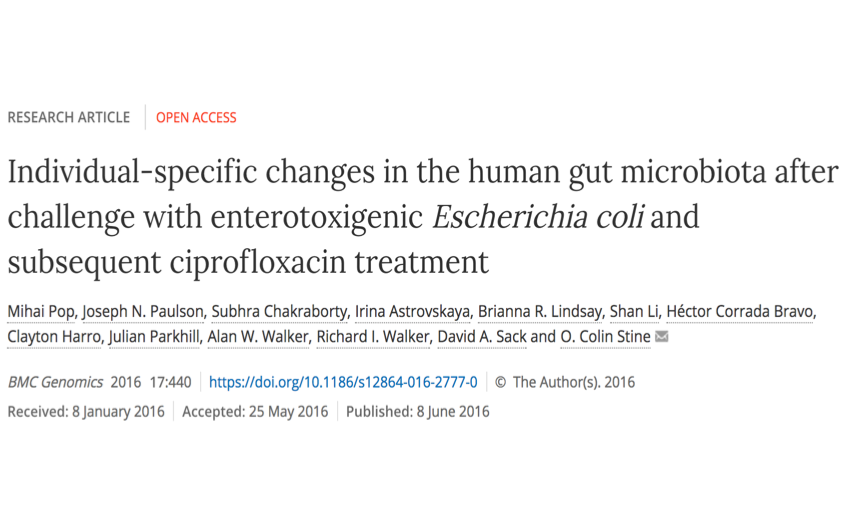 RESEARCH ARTICLE OPEN ACCESS
Individual-specific changes in the human gut microbiota after
challenge with enterotoxigenic Escherichia coli and
subsequent ciprofloxacin treatment
Mihai Pop, Joseph N. Paulson, Subhra Chakraborty, Irina Astrovskaya, Brianna R. Lindsay, Shan Li, Héctor Corrada Bravo,
Clayton Harro, Julian Parkhill, Alan W. Walker, Richard I. Walker, David A. Sack and O. Colin Stine
BMC Genomics 2016 17:440 https://doi.org/10.1186/s12864-016-2777-0 © The Author(s). 2016
Received: 8 January 2016 Accepted: 25 May 2016 Published: 8 June 2016